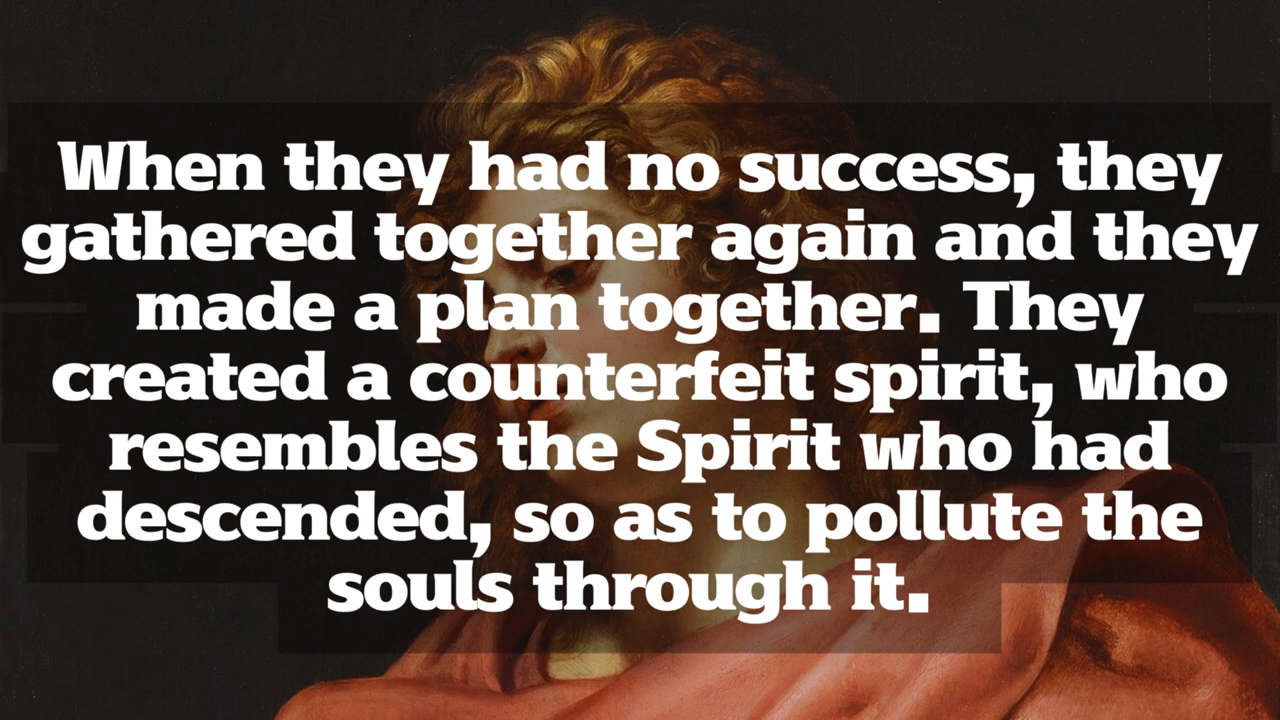 When they had no success, they
gathered together again and they
made a plan together. They
created a counterfeit spirit, who
resembles the Spirit who had
descended, so as to pollute the
souls through it.